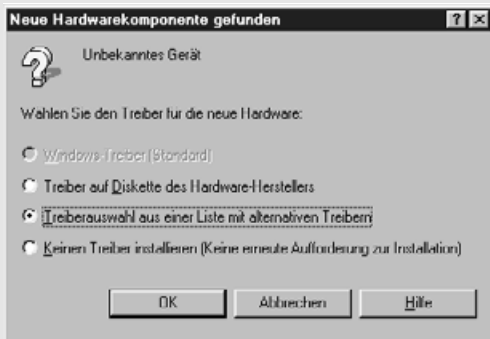 Neue Hardwarekomponente gefunden
Unbekanntes Gerät
Wählen Sie den Treiber für die neue Hardware:
Windows-Treiber (Standard)
Treiber auf Diskette des Hardware-Herstellers
Treiberauswahl aus einer Liste mit alternativen Treibern
Keinen Treiber installieren (Keine erneute Aufforderung zur Installation)
OK
Abbrechen
Hilfe